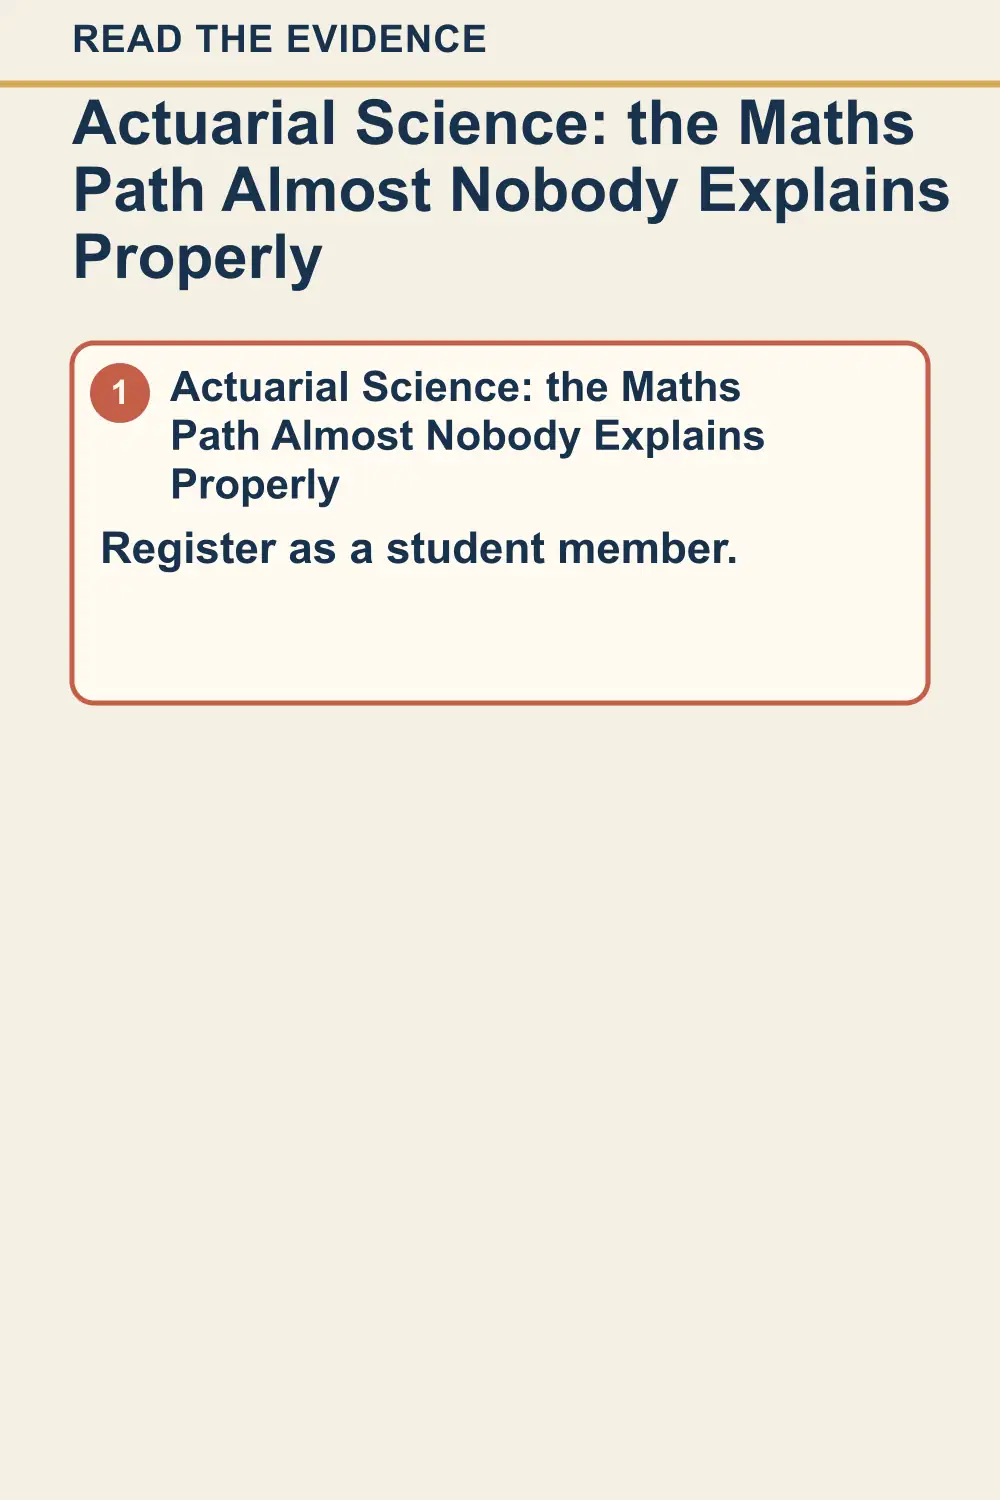 READ THE EVIDENCE
Actuarial Science: the Maths
Path Almost Nobody Explains
Properly
1
Actuarial Science: the Maths
Path Almost Nobody Explains
Properly
Register as a student member.